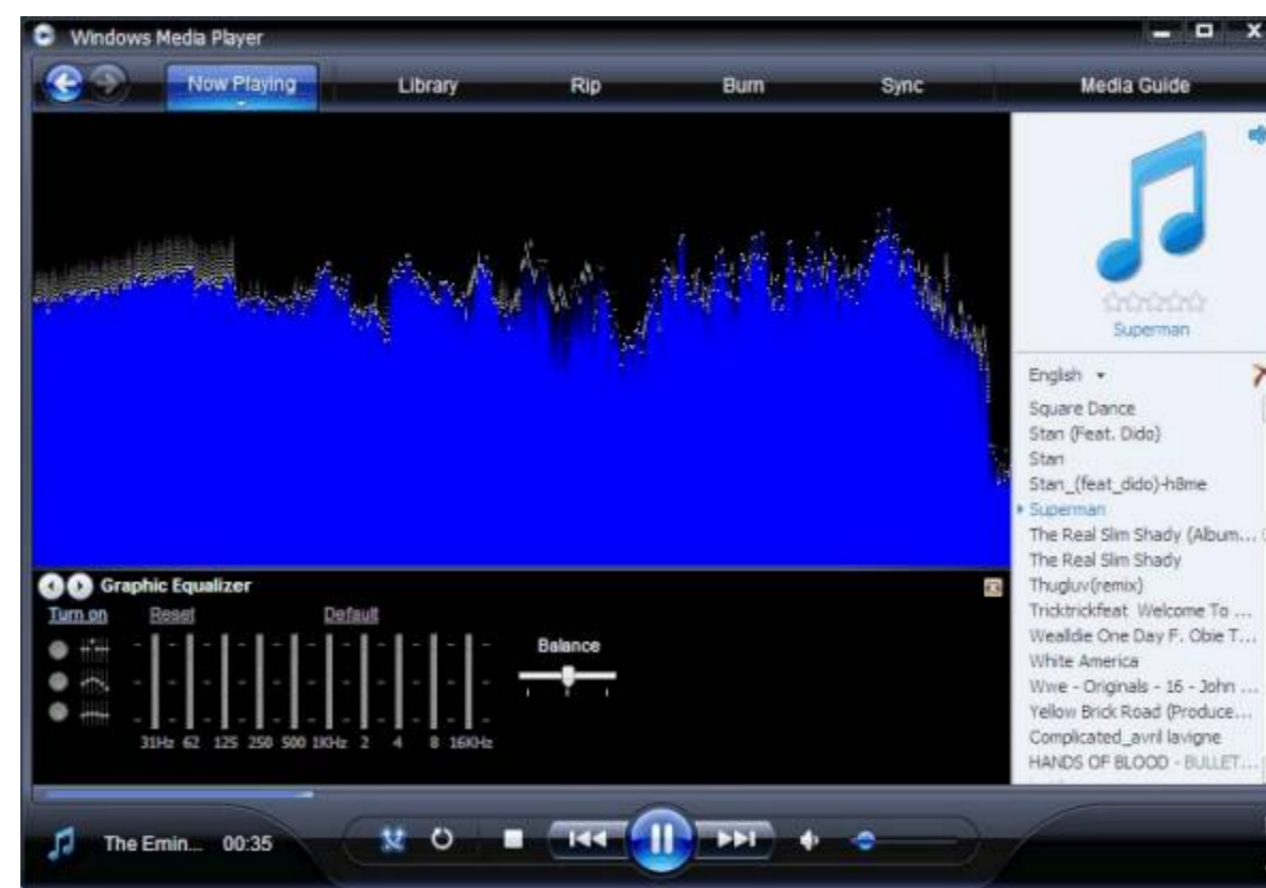 Windows Media Player
Now Playing Library Rip Burn Sync Media Guide
Superman
English
Square Dance
Stan (Feat. Dido)
Stan
Stan_(feat_dido)-h8me
Superman
The Real Slim Shady (Album...
The Real Slim Shady
Thugluv(remix)
Tricktrickfeat Welcome To ...
Wealldie One Day F. Obie T...
White America
Wwe - Originals - 16 - John ...
Yellow Brick Road (Produce...
Complicated_avril lavigne
HANDS OF BLOOD - BULLET...
Graphic Equalizer
Turn on Reset Default
Balance
31Hz 62 125 250 500 1KHz 2 4 8 16KHz
The Emin... 00:35